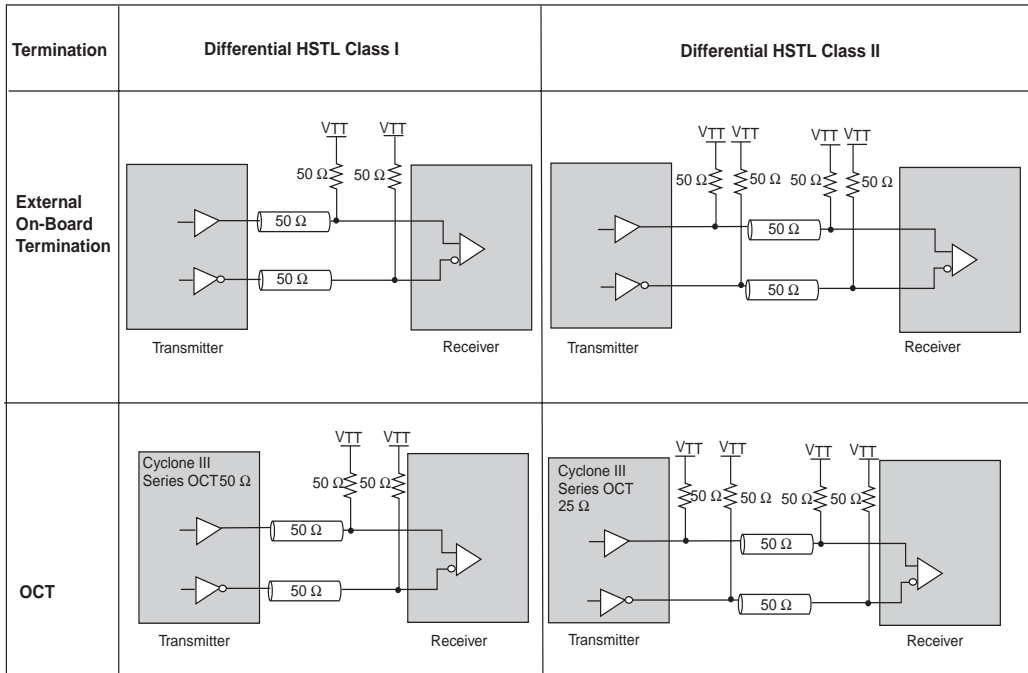 Termination
Differential HSTL Class I
Differential HSTL Class II
External
On-Board
Termination
VTT
VTT
50 Ω
50 Ω
50 Ω
50 Ω
Transmitter
Receiver
VTT
VTT
VTT
VTT
50 Ω
50 Ω
50 Ω
50 Ω
50 Ω
50 Ω
Transmitter
Receiver
OCT
Cyclone III
Series OCT 50 Ω
VTT
VTT
50 Ω
50 Ω
50 Ω
50 Ω
Transmitter
Receiver
Cyclone III
Series OCT
25 Ω
VTT
VTT
VTT
VTT
50 Ω
50 Ω
50 Ω
50 Ω
50 Ω
50 Ω
Transmitter
Receiver